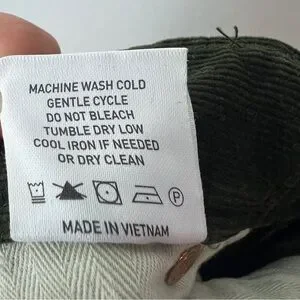 MACHINE WASH COLD
GENTLE CYCLE
DO NOT BLEACH
TUMBLE DRY LOW
COOL IRON IF NEEDED
OR DRY CLEAN
P
MADE IN VIETNAM